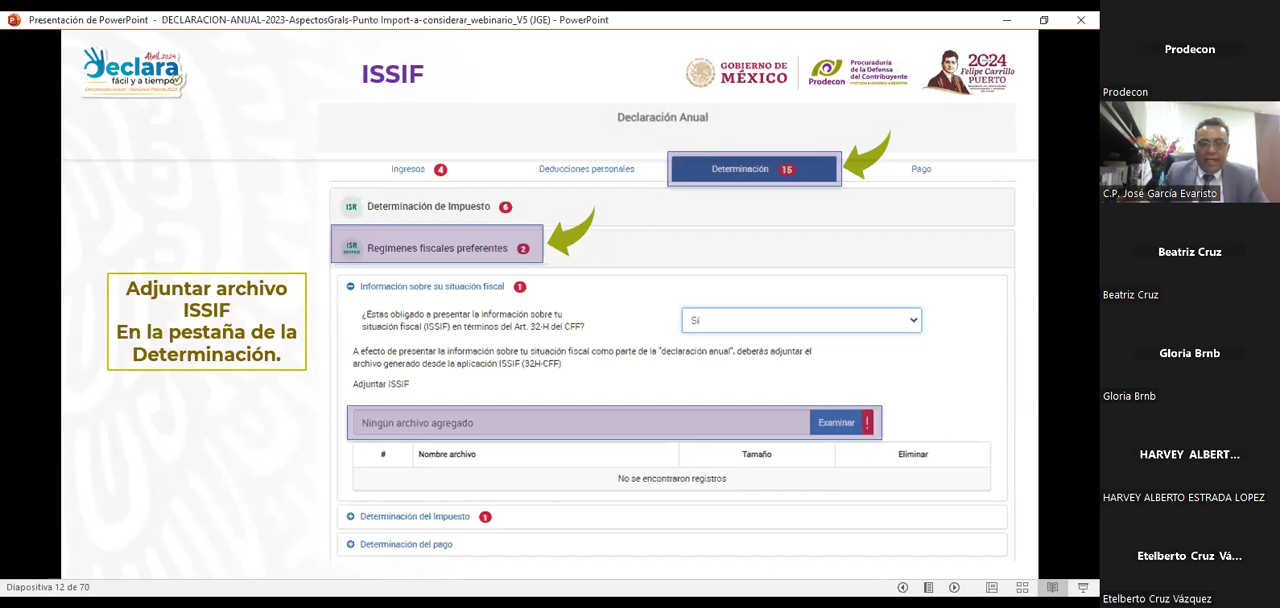 Presentación de PowerPoint - DECLARACION-ANUAL-2023-AspectosGrals-Punto Import-a-considerar_webinario_V5 (JGE) - PowerPoint
Abril 2024
Declara
fácil y a tiempo
ISSIF
GOBIERNO DE
MÉXICO
Prodecon
Procuraduría
de la Defensa
del Contribuyente
2024
Felipe Carrillo
PUERTO
Declaración Anual
Ingresos 4
Deducciones personales
Determinación 15
Pago
ISR Determinación de Impuesto 6
ISR Regímenes fiscales preferentes 2
Adjuntar archivo
ISSIF
En la pestaña de la
Determinación.
Información sobre su situación fiscal 1
¿Estás obligado a presentar la información sobre tu
situación fiscal (ISSIF) en términos del Art. 32-H del CFF?
Sí
A efecto de presentar la información sobre tu situación fiscal como parte de la "declaración anual", deberás adjuntar el
archivo generado desde la aplicación ISSIF (32H-CFF)
Adjuntar ISSIF
Ningún archivo agregado
Examinar !
# Nombre archivo Tamaño Eliminar
No se encontraron registros
Determinación del Impuesto 1
Determinación del pago
Diapositiva 12 de 70
Prodecon
Prodecon
C.P. José García Evaristo
Beatriz Cruz
Beatriz Cruz
Gloria Brnb
Gloria Brnb
HARVEY ALBERT...
HARVEY ALBERTO ESTRADA LOPEZ
Etelberto Cruz Vá...
Etelberto Cruz Vázquez